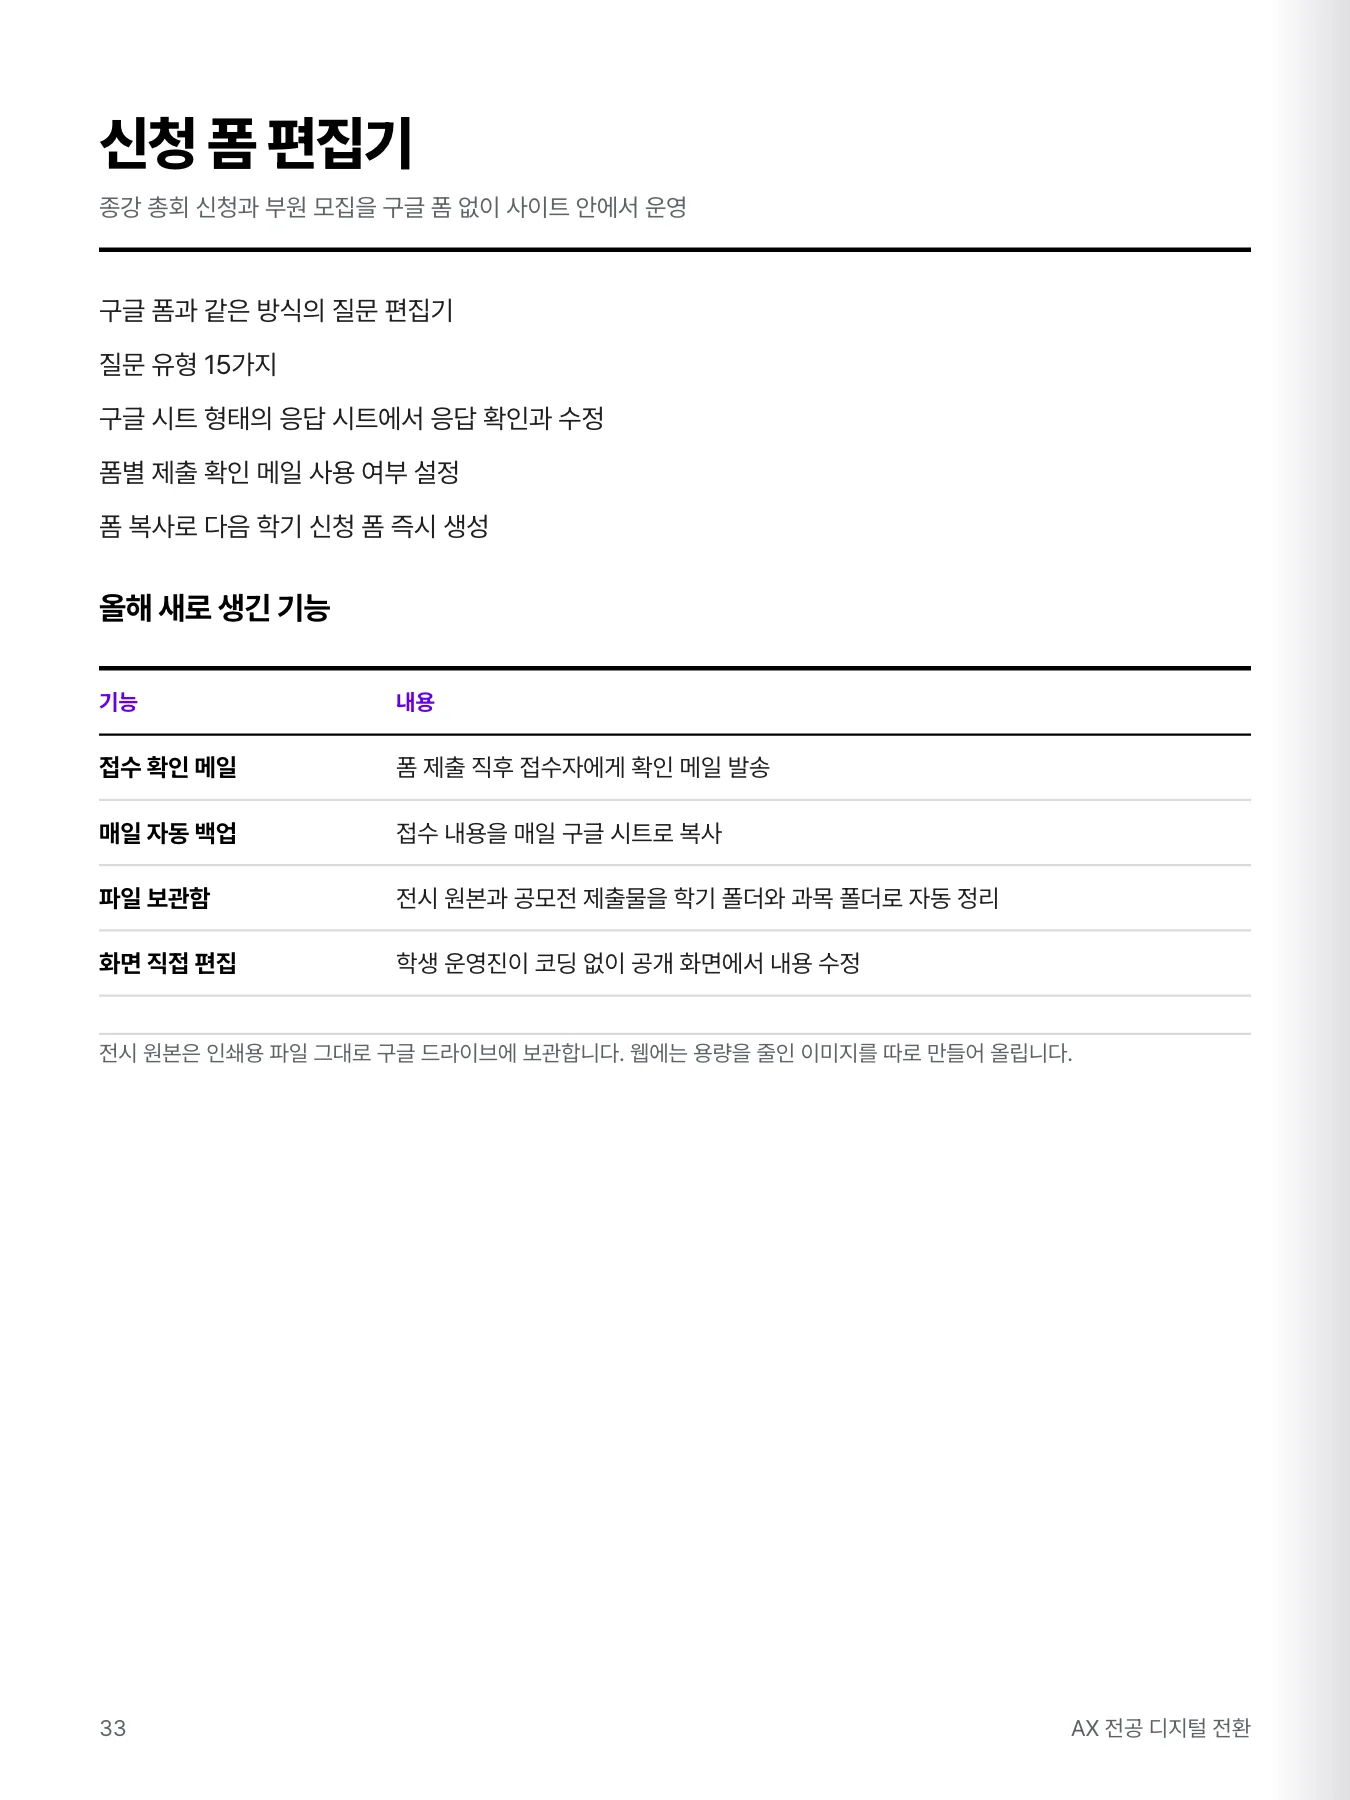 신청 폼 편집기
종강 총회 신청과 부원 모집을 구글 폼 없이 사이트 안에서 운영
구글 폼과 같은 방식의 질문 편집기
질문 유형 15가지
구글 시트 형태의 응답 시트에서 응답 확인과 수정
폼별 제출 확인 메일 사용 여부 설정
폼 복사로 다음 학기 신청 폼 즉시 생성
올해 새로 생긴 기능
기능 내용
접수 확인 메일 폼 제출 직후 접수자에게 확인 메일 발송
매일 자동 백업 접수 내용을 매일 구글 시트로 복사
파일 보관함 전시 원본과 공모전 제출물을 학기 폴더와 과목 폴더로 자동 정리
화면 직접 편집 학생 운영진이 코딩 없이 공개 화면에서 내용 수정
전시 원본은 인쇄용 파일 그대로 구글 드라이브에 보관합니다. 웹에는 용량을 줄인 이미지를 따로 만들어 올립니다.
33 AX 전공 디지털 전환